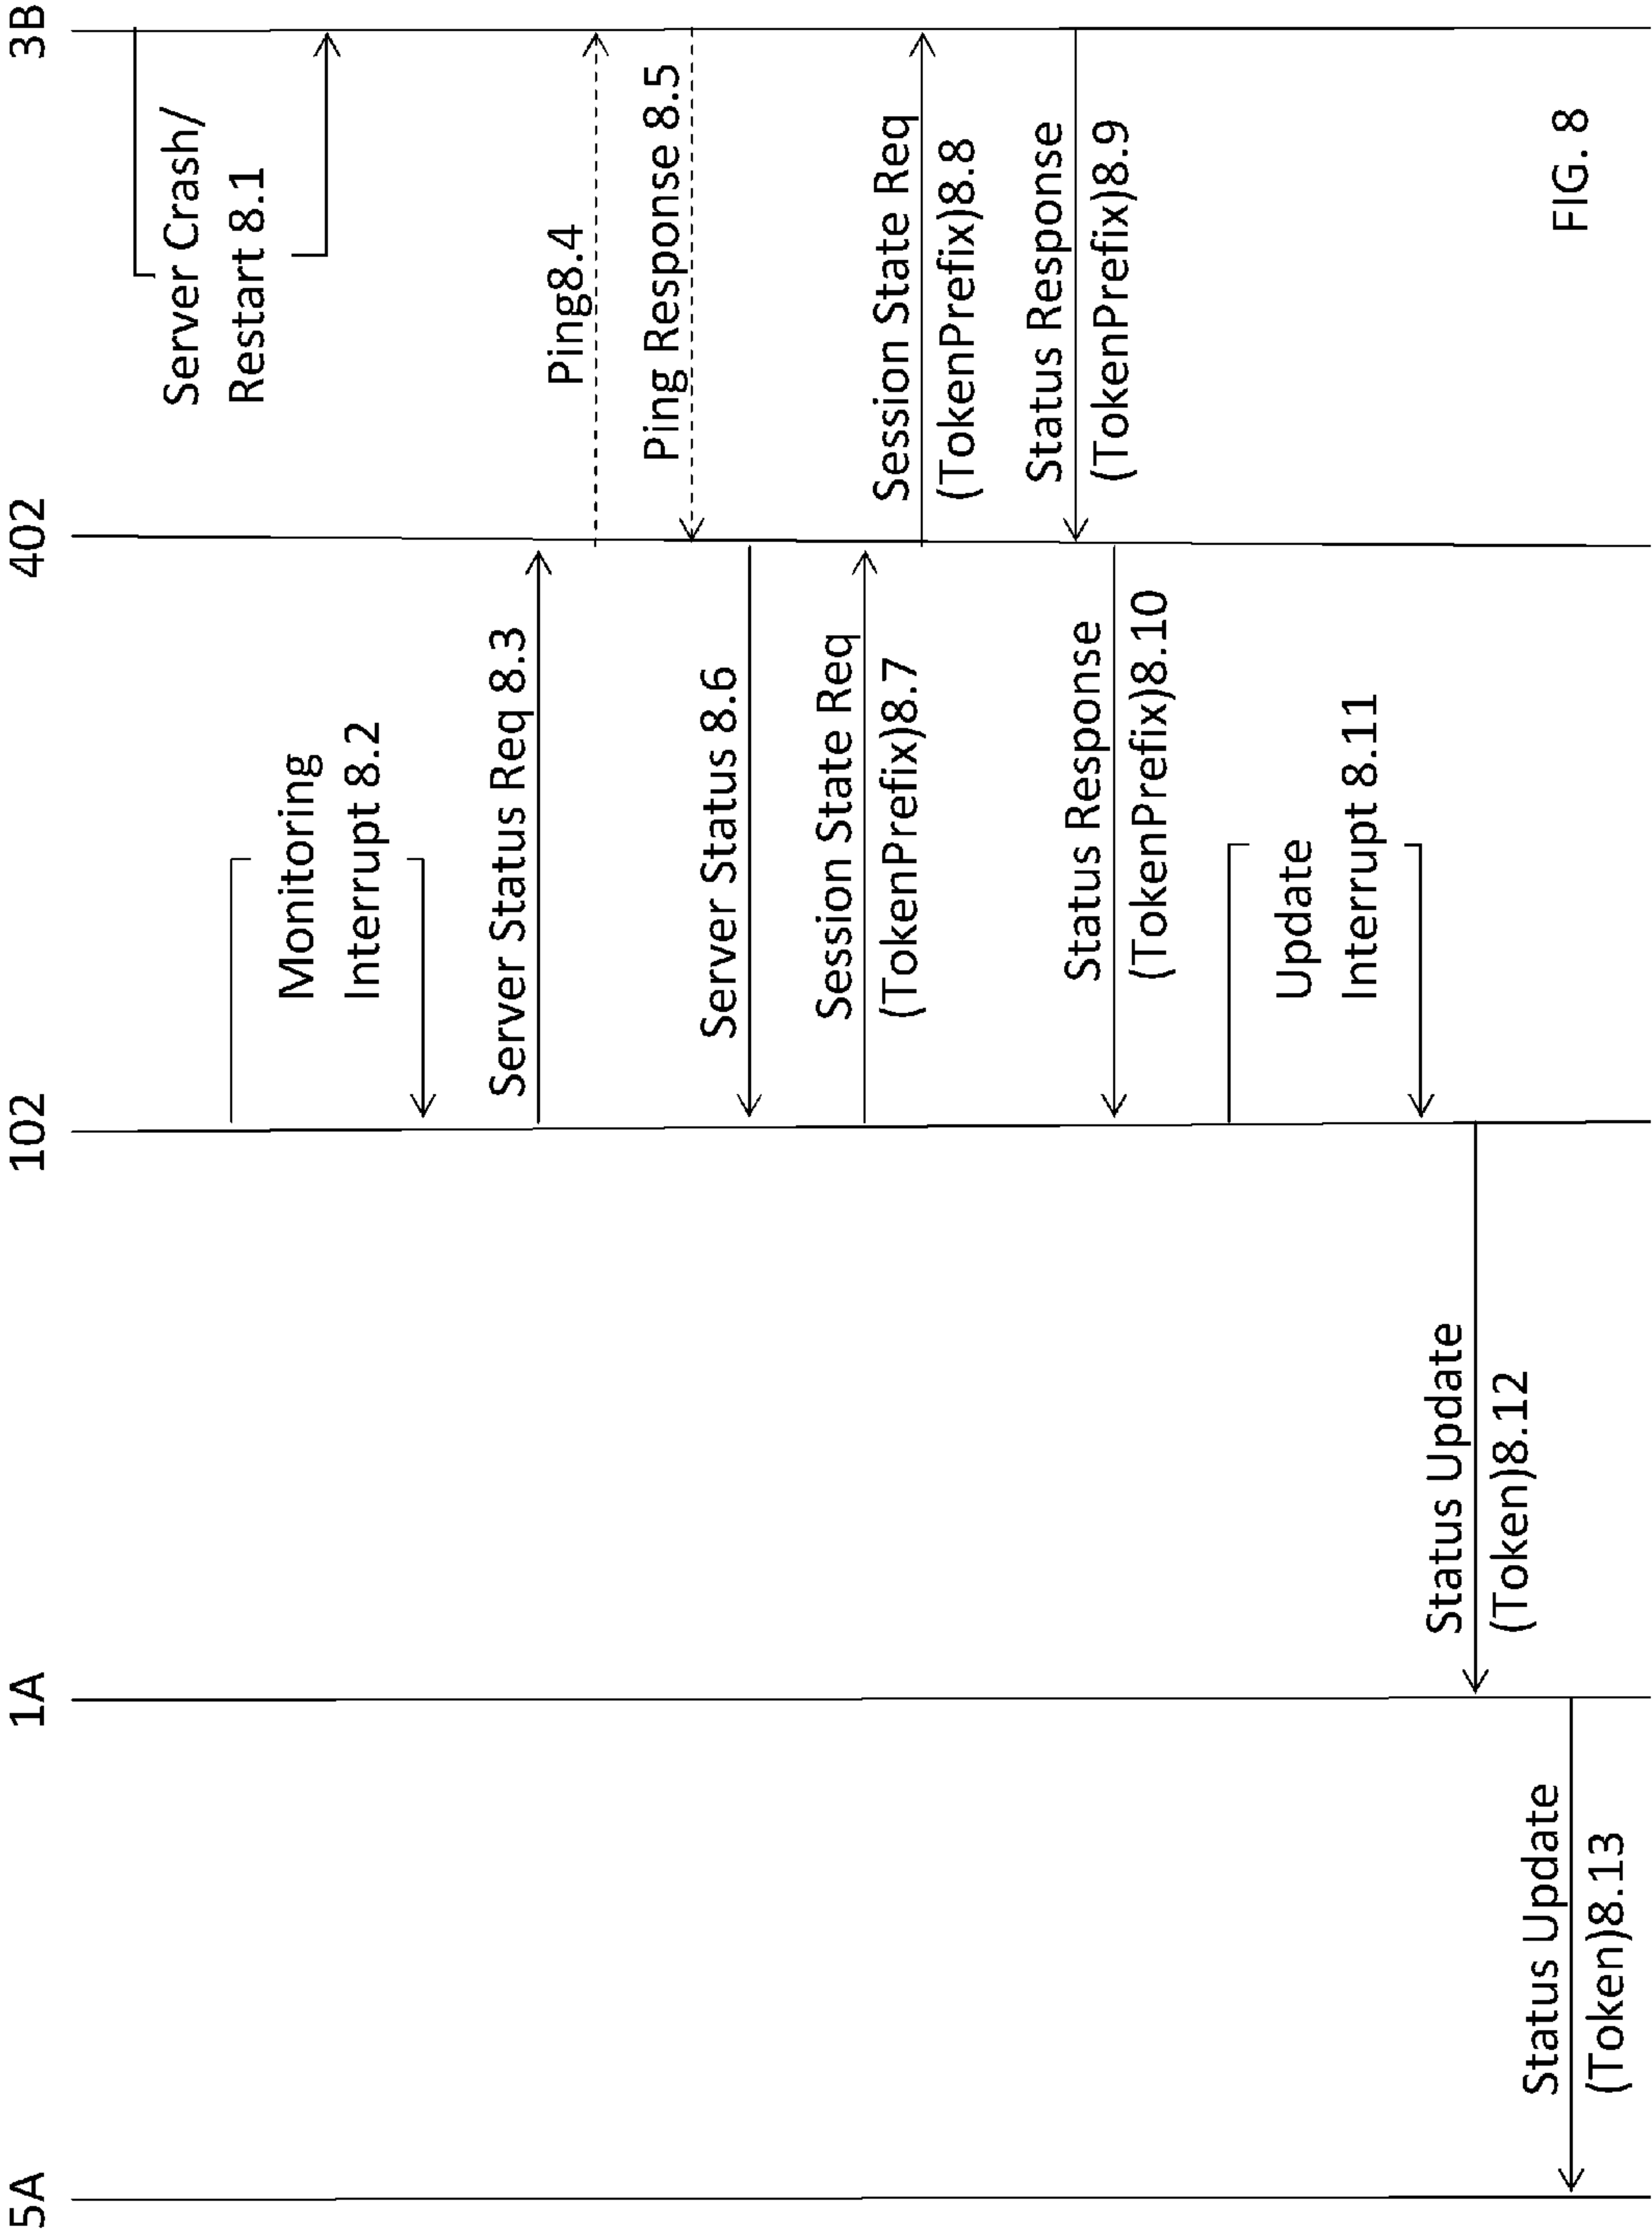 5A
1A
102
402
3B
Server Crash/
Restart 8.1
Monitoring
Interrupt 8.2
Server Status Req 8.3
Ping8.4
Ping Response 8.5
Server Status 8.6
Session State Req
(TokenPrefix)8.7
Session State Req
(TokenPrefix)8.8
Status Response
(TokenPrefix)8.9
Status Response
(TokenPrefix)8.10
Update
Interrupt 8.11
Status Update
(Token)8.12
Status Update
(Token)8.13
FIG. 8